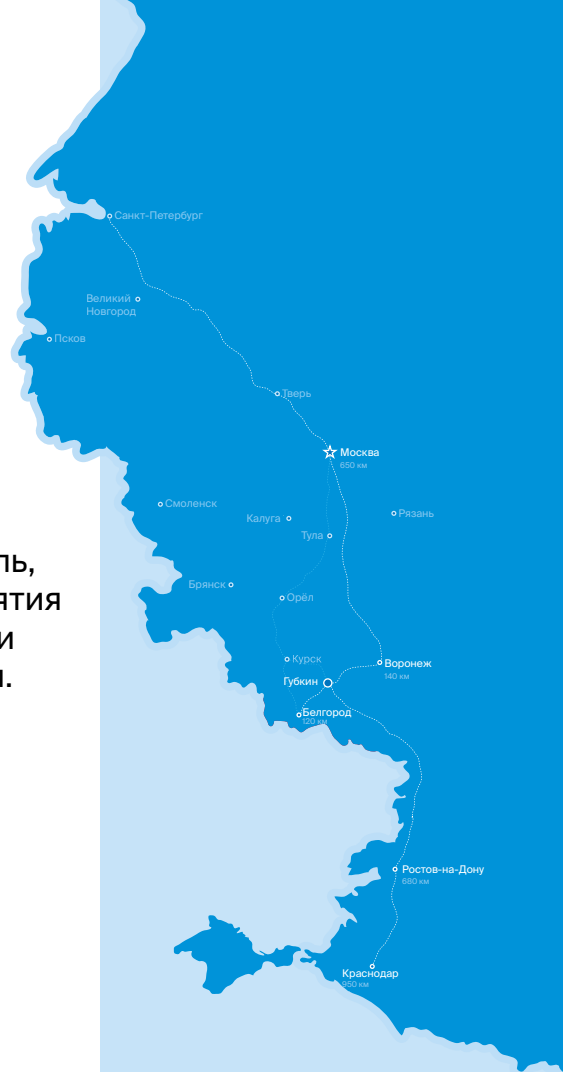 Санкт-Петербург
Великий
Новгород
Псков
Тверь
Москва
650 км
Смоленск
Калуга
Рязань
Тула
Брянск
Орёл
Курск
Воронеж
140 км
Губкин
Белгород
120 км
Ростов-на-Дону
680 км
Краснодар
950 км